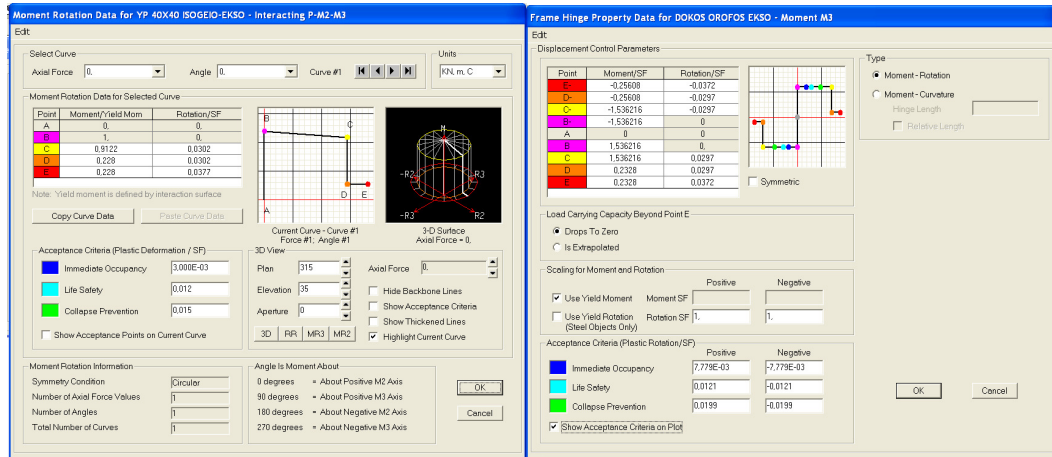 Moment Rotation Data for YP 40X40 ISOGEIO-EKSO - Interacting P-M2-M3
Edit
Select Curve
Axial Force 0, Angle 0, Curve #1
Units
KN, m, C
Moment Rotation Data for Selected Curve
Point Moment/Yield Mom Rotation/SF
A 0, 0,
B 1, 0,
C 0,9122 0,0302
D 0,228 0,0302
E 0,228 0,0377
Note: Yield moment is defined by interaction surface
Copy Curve Data Paste Curve Data
B
C
D E
A
Current Curve - Curve #1
Force #1; Angle #1
-R2 R3
-R3 R2
3-D Surface
Axial Force = 0,
Acceptance Criteria (Plastic Deformation / SF)
Immediate Occupancy 3,000E-03
Life Safety 0,012
Collapse Prevention 0,015
Show Acceptance Points on Current Curve
3D View
Plan 315
Elevation 35
Aperture 0
3D RR MR3 MR2
Axial Force 0,
Hide Backbone Lines
Show Acceptance Criteria
Show Thickened Lines
Highlight Current Curve
Moment Rotation Information
Symmetry Condition Circular
Number of Axial Force Values 1
Number of Angles 1
Total Number of Curves 1
Angle Is Moment About
0 degrees = About Positive M2 Axis
90 degrees = About Positive M3 Axis
180 degrees = About Negative M2 Axis
270 degrees = About Negative M3 Axis
OK
Cancel
Frame Hinge Property Data for DOKOS OROFOS EKSO - Moment M3
Edit
Displacement Control Parameters
Point Moment/SF Rotation/SF
E- -0,25608 -0,0372
D- -0,25608 -0,0297
C- -1,536216 -0,0297
B- -1,536216 0
A 0 0
B 1,536216 0,
C 1,536216 0,0297
D 0,2328 0,0297
E 0,2328 0,0372
Symmetric
Type
Moment - Rotation
Moment - Curvature
Hinge Length
Relative Length
Load Carrying Capacity Beyond Point E
Drops To Zero
Is Extrapolated
Scaling for Moment and Rotation
Positive Negative
Use Yield Moment Moment SF
Use Yield Rotation Rotation SF 1, 1,
(Steel Objects Only)
Acceptance Criteria (Plastic Rotation/SF)
Positive Negative
Immediate Occupancy 7,779E-03 -7,779E-03
Life Safety 0,0121 -0,0121
Collapse Prevention 0,0199 -0,0199
Show Acceptance Criteria on Plot
OK Cancel